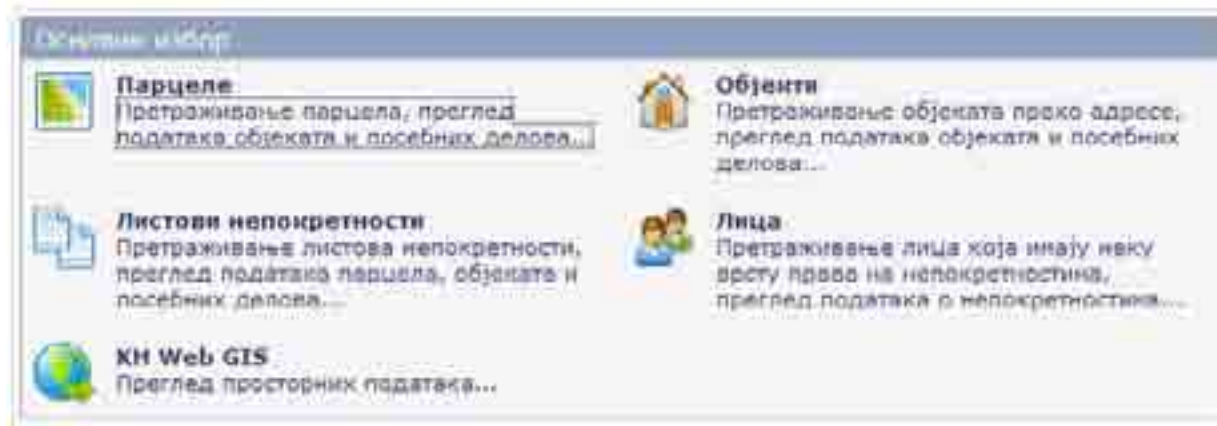 Основни избор
Парцеле
Претраживање парцела, преглед
података објеката и посебних делова...
Објекти
Претраживање објеката преко адресе,
преглед података објеката и посебних
делова...
Листови непокретности
Претраживање листова непокретности,
преглед података парцела, објеката и
посебних делова...
Лица
Претраживање лица која имају неку
врсту права на непокретностима,
преглед података о непокретностима...
КН Web GIS
Преглед просторних података...